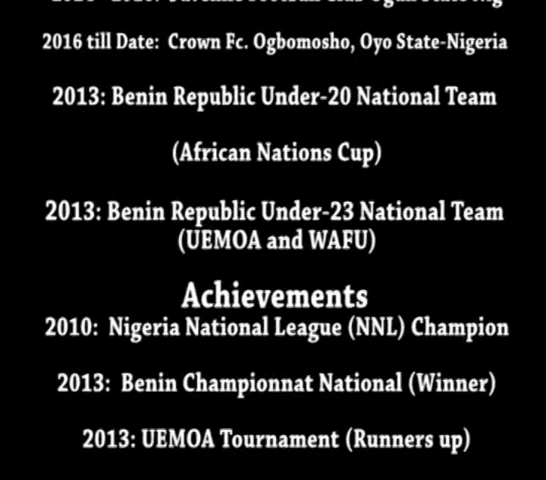 2016 till Date: Crown Fc. Ogbomosho, Oyo State-Nigeria
2013: Benin Republic Under-20 National Team
(African Nations Cup)
2013: Benin Republic Under-23 National Team
(UEMOA and WAFU)
Achievements
2010: Nigeria National League (NNL) Champion
2013: Benin Championnat National (Winner)
2013: UEMOA Tournament (Runners up)